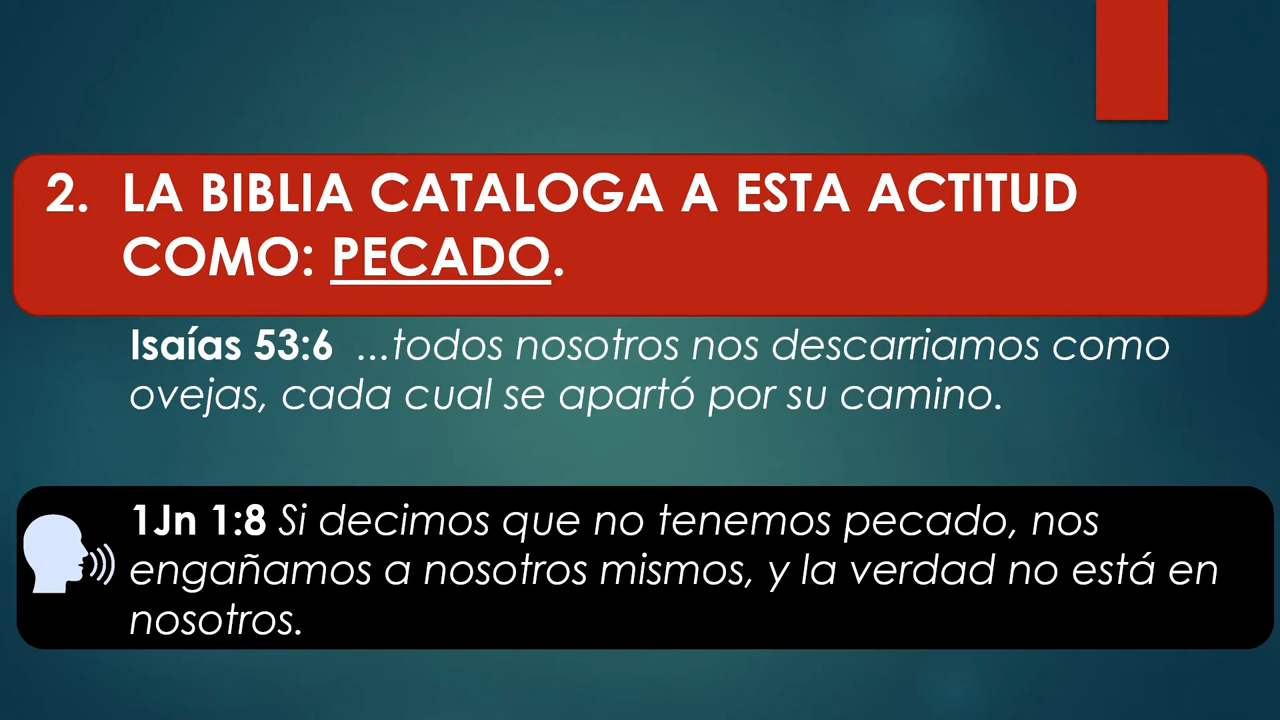 2. LA BIBLIA CATALOGA A ESTA ACTITUD
COMO: PECADO.
Isaías 53:6 ...todos nosotros nos descarriamos como
ovejas, cada cual se apartó por su camino.
1Jn 1:8 Si decimos que no tenemos pecado, nos
engañamos a nosotros mismos, y la verdad no está en
nosotros.